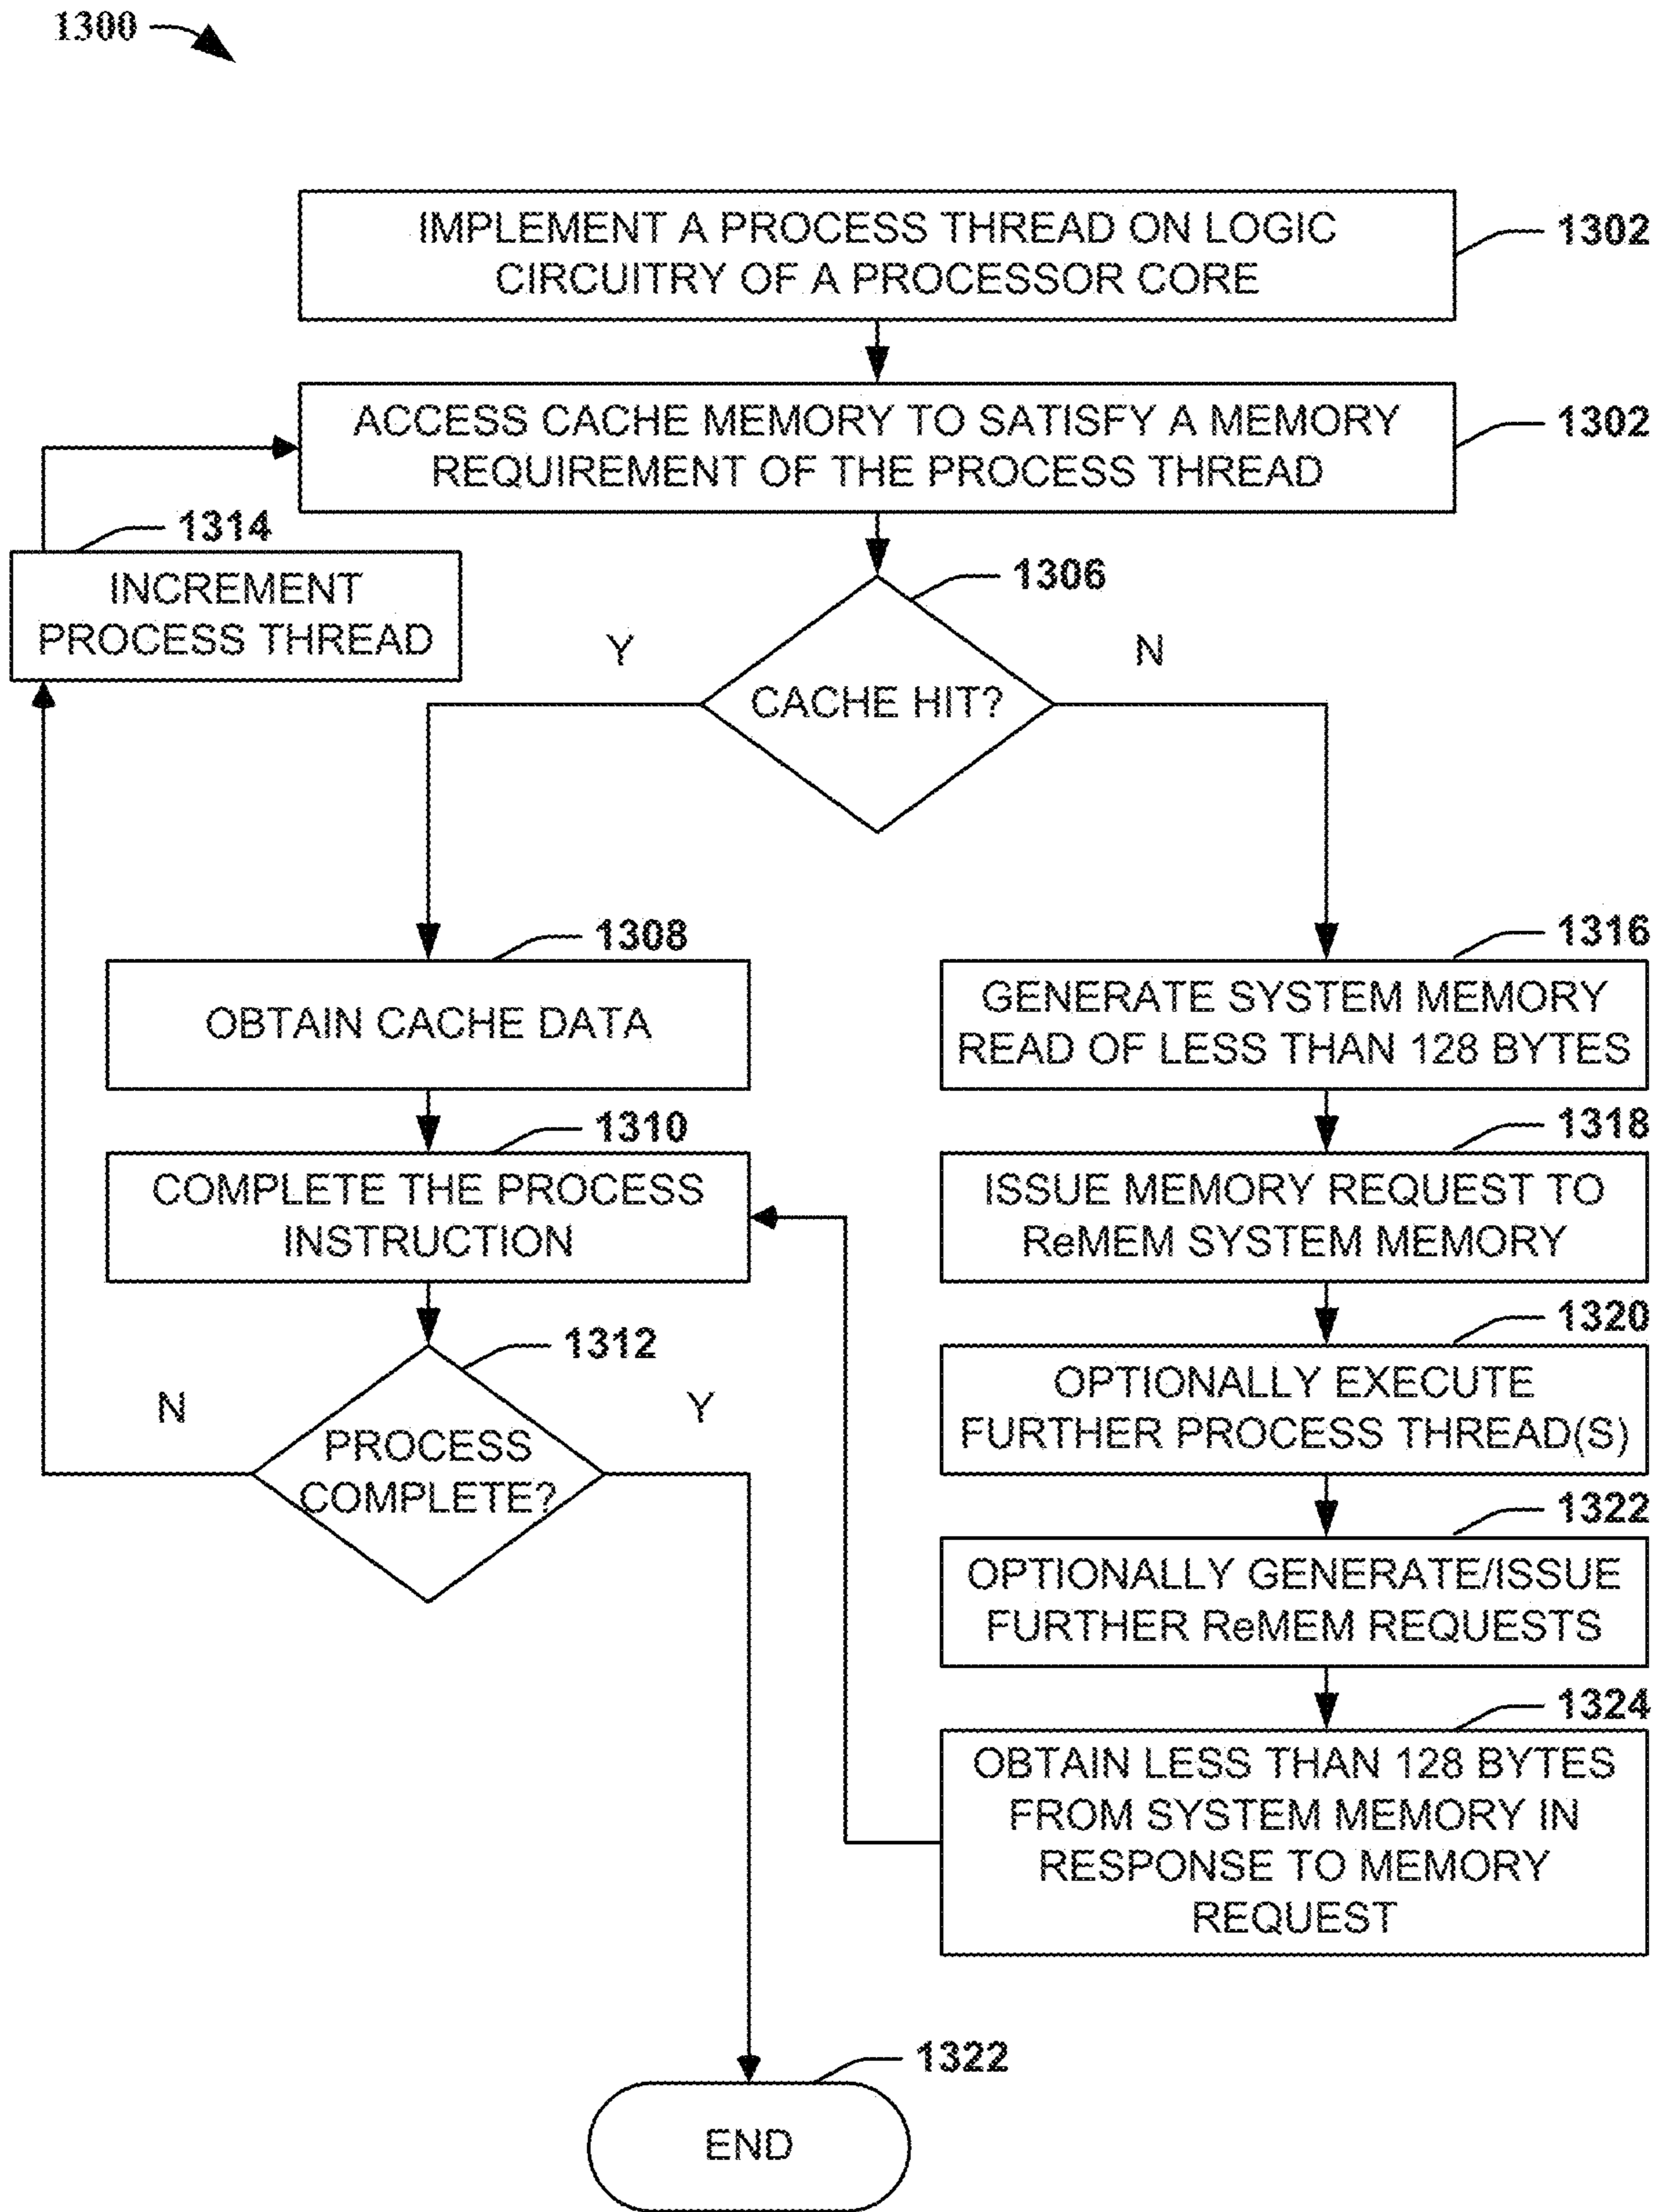 1300
IMPLEMENT A PROCESS THREAD ON LOGIC
CIRCUITRY OF A PROCESSOR CORE
1302
ACCESS CACHE MEMORY TO SATISFY A MEMORY
REQUIREMENT OF THE PROCESS THREAD
1302
1314
INCREMENT
PROCESS THREAD
1306
Y
N
CACHE HIT?
1308
OBTAIN CACHE DATA
1310
COMPLETE THE PROCESS
INSTRUCTION
1312
N
Y
PROCESS
COMPLETE?
1316
GENERATE SYSTEM MEMORY
READ OF LESS THAN 128 BYTES
1318
ISSUE MEMORY REQUEST TO
ReMEM SYSTEM MEMORY
1320
OPTIONALLY EXECUTE
FURTHER PROCESS THREAD(S)
1322
OPTIONALLY GENERATE/ISSUE
FURTHER ReMEM REQUESTS
1324
OBTAIN LESS THAN 128 BYTES
FROM SYSTEM MEMORY IN
RESPONSE TO MEMORY
REQUEST
1322
END